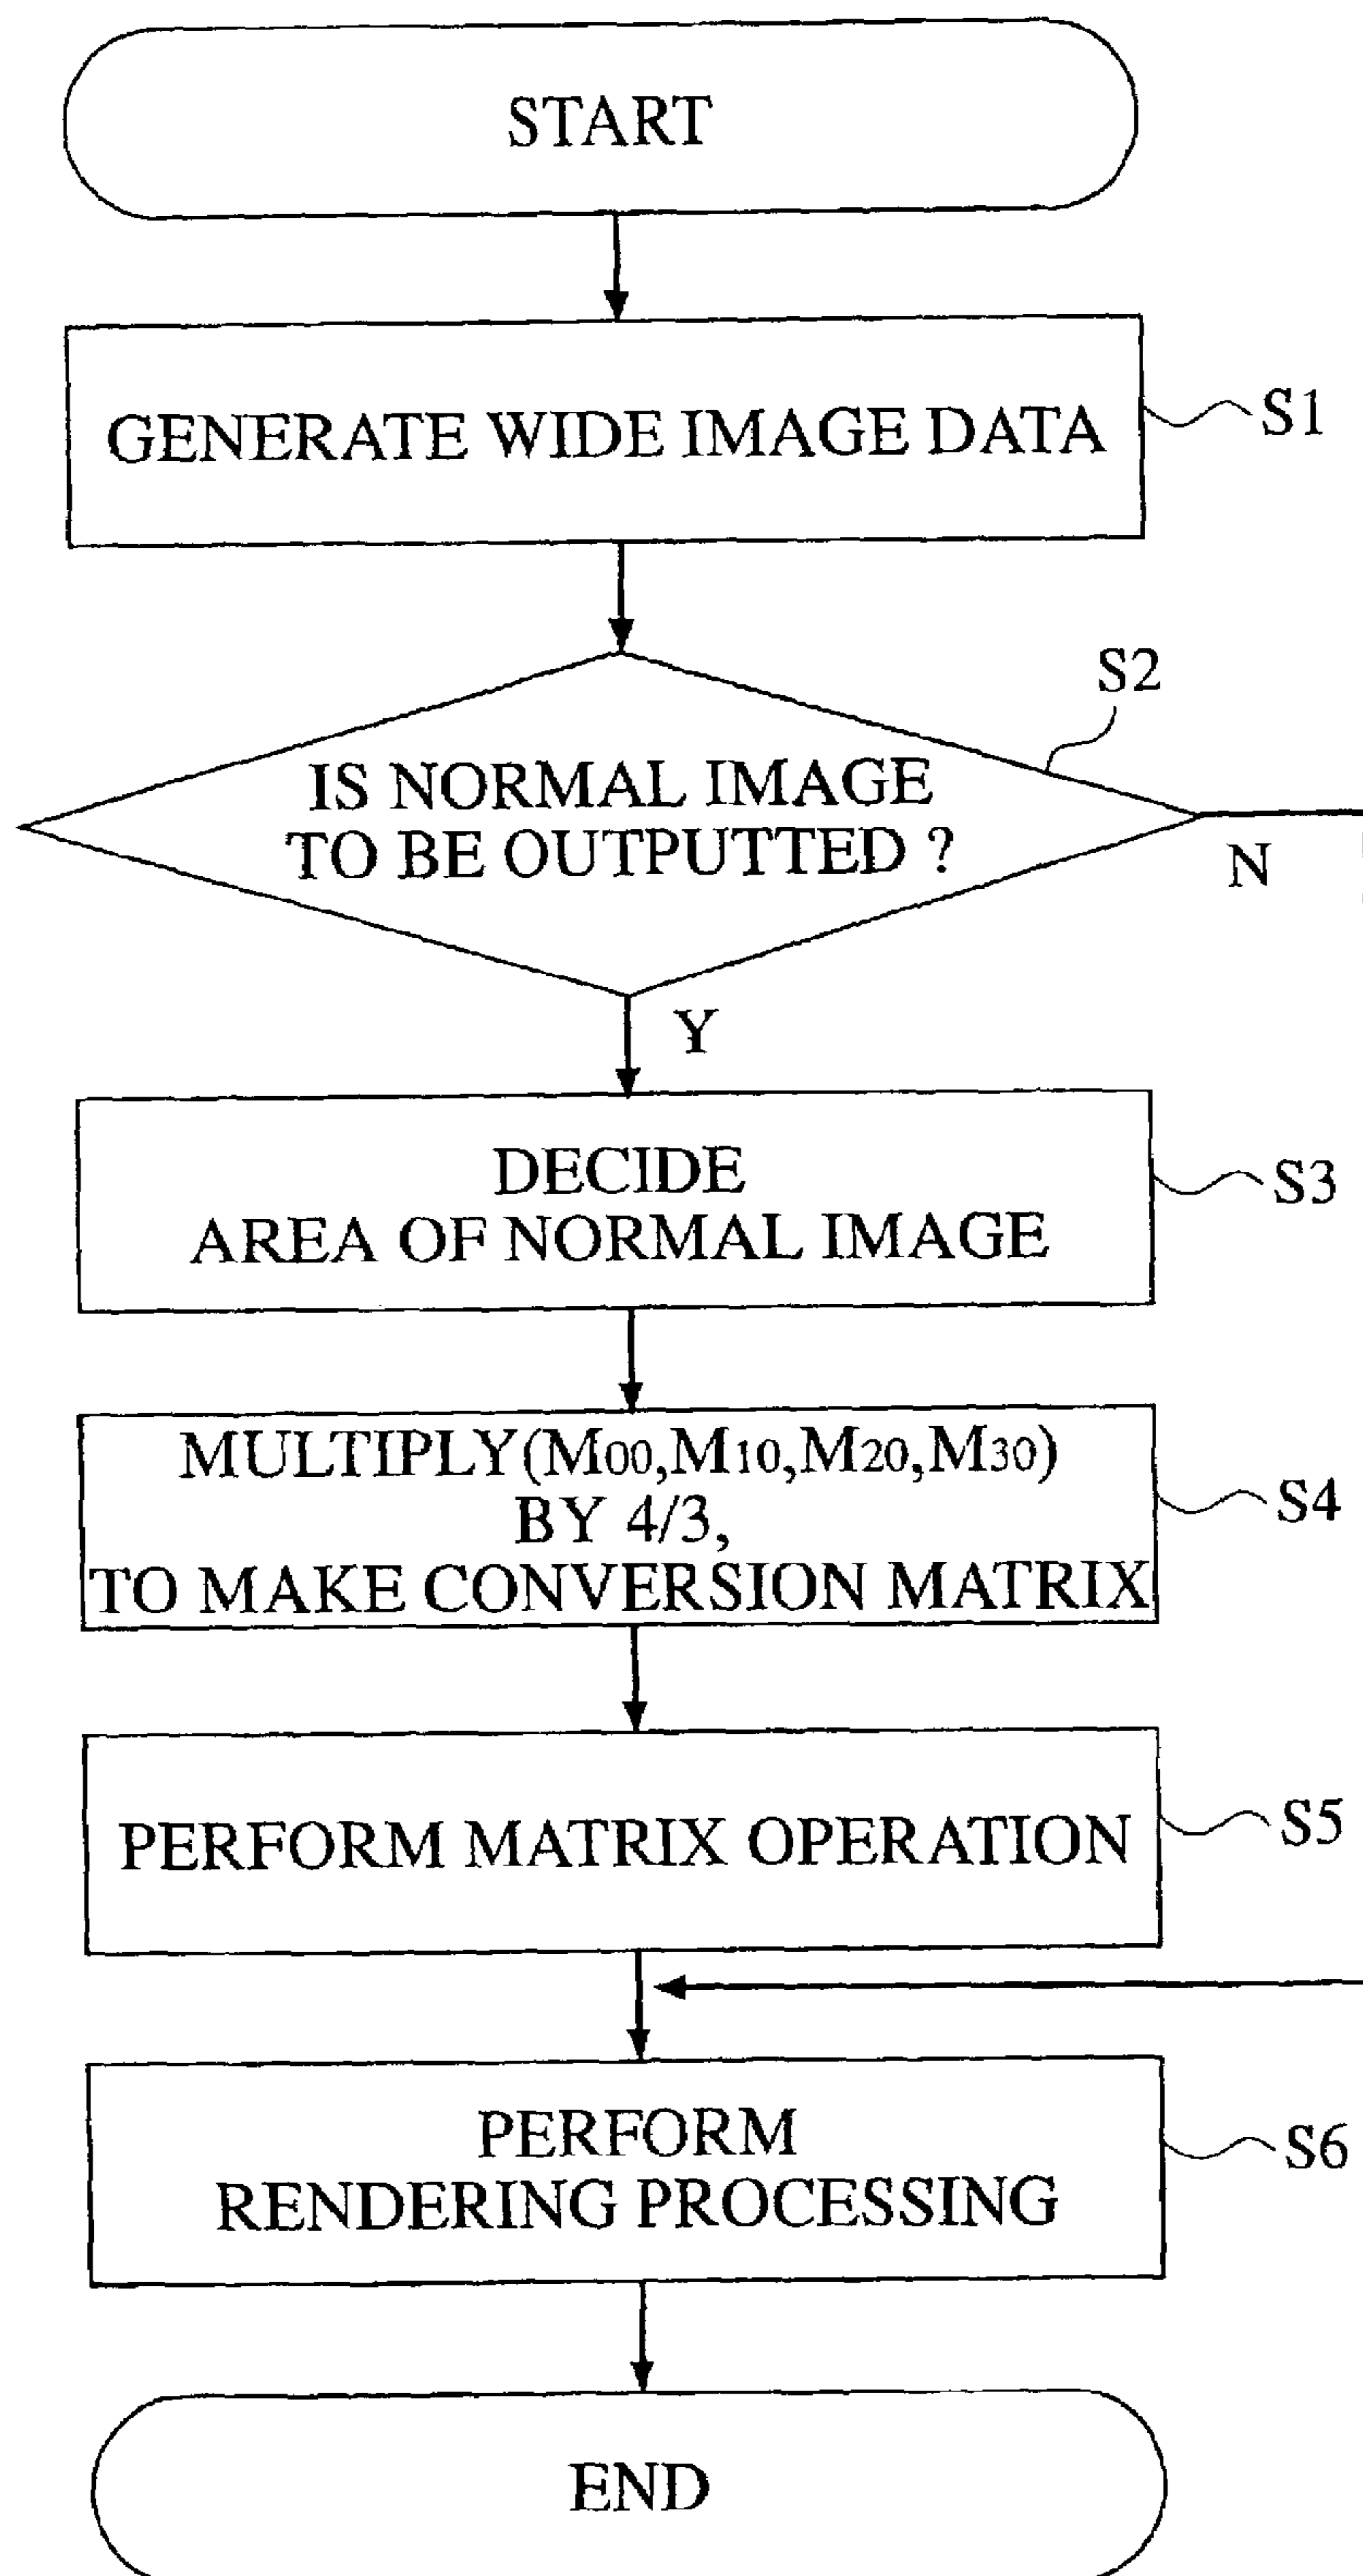 START
GENERATE WIDE IMAGE DATA
S1
S2
IS NORMAL IMAGE
TO BE OUTPUTTED ?
N
Y
DECIDE
AREA OF NORMAL IMAGE
S3
MULTIPLY(M00,M10,M20,M30)
BY 4/3,
TO MAKE CONVERSION MATRIX
S4
PERFORM MATRIX OPERATION
S5
PERFORM
RENDERING PROCESSING
S6
END